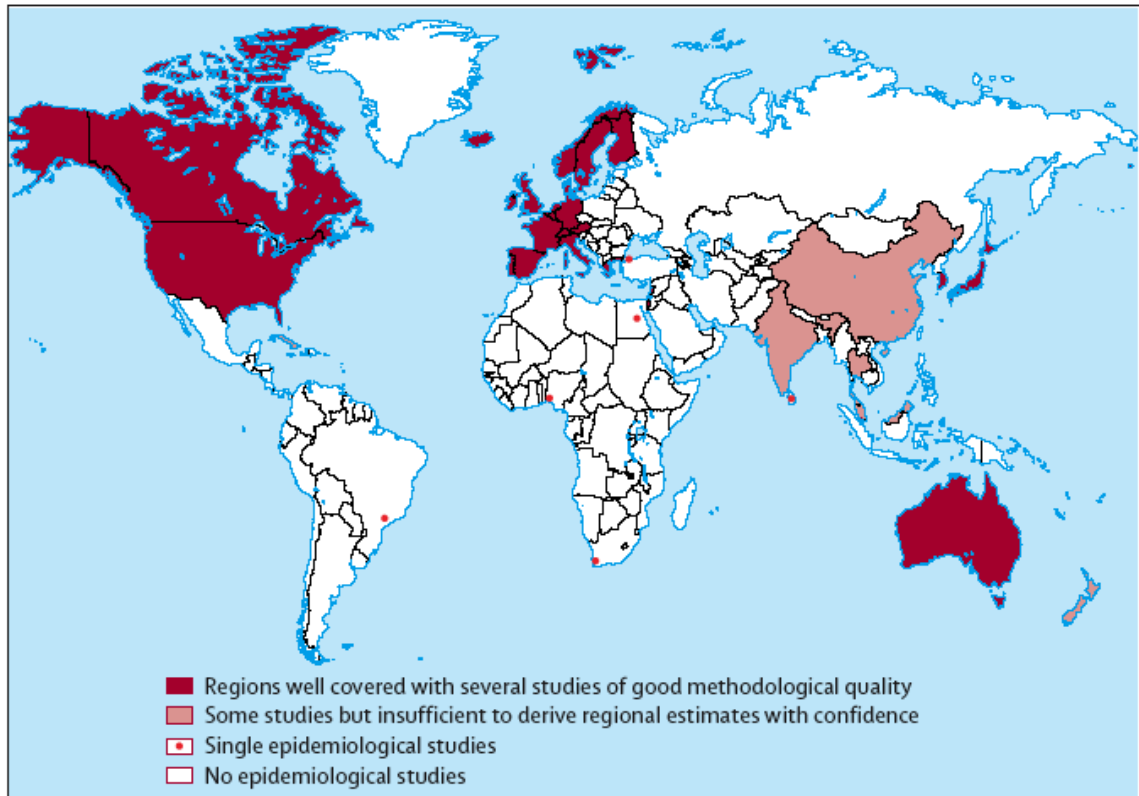 Regions well covered with several studies of good methodological quality
Some studies but insufficient to derive regional estimates with confidence
Single epidemiological studies
No epidemiological studies